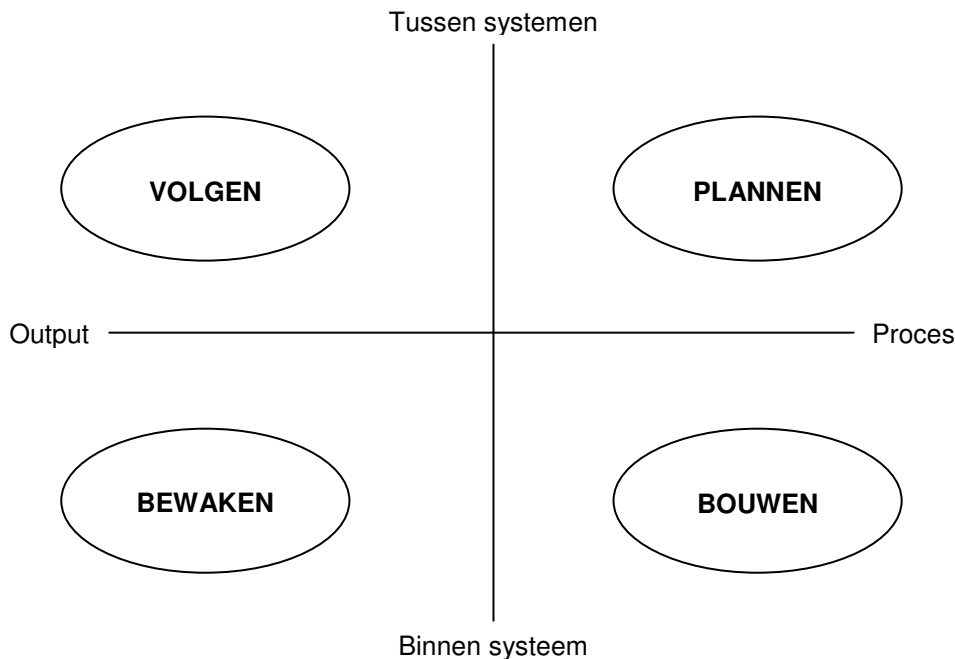 Tussen systemen
VOLGEN
PLANNEN
Output
Proces
BEWAKEN
BOUWEN
Binnen systeem